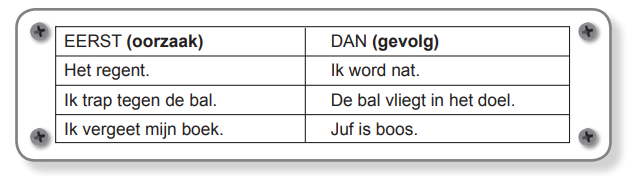 EERST (oorzaak) DAN (gevolg)
Het regent. Ik word nat.
Ik trap tegen de bal. De bal vliegt in het doel.
Ik vergeet mijn boek. Juf is boos.